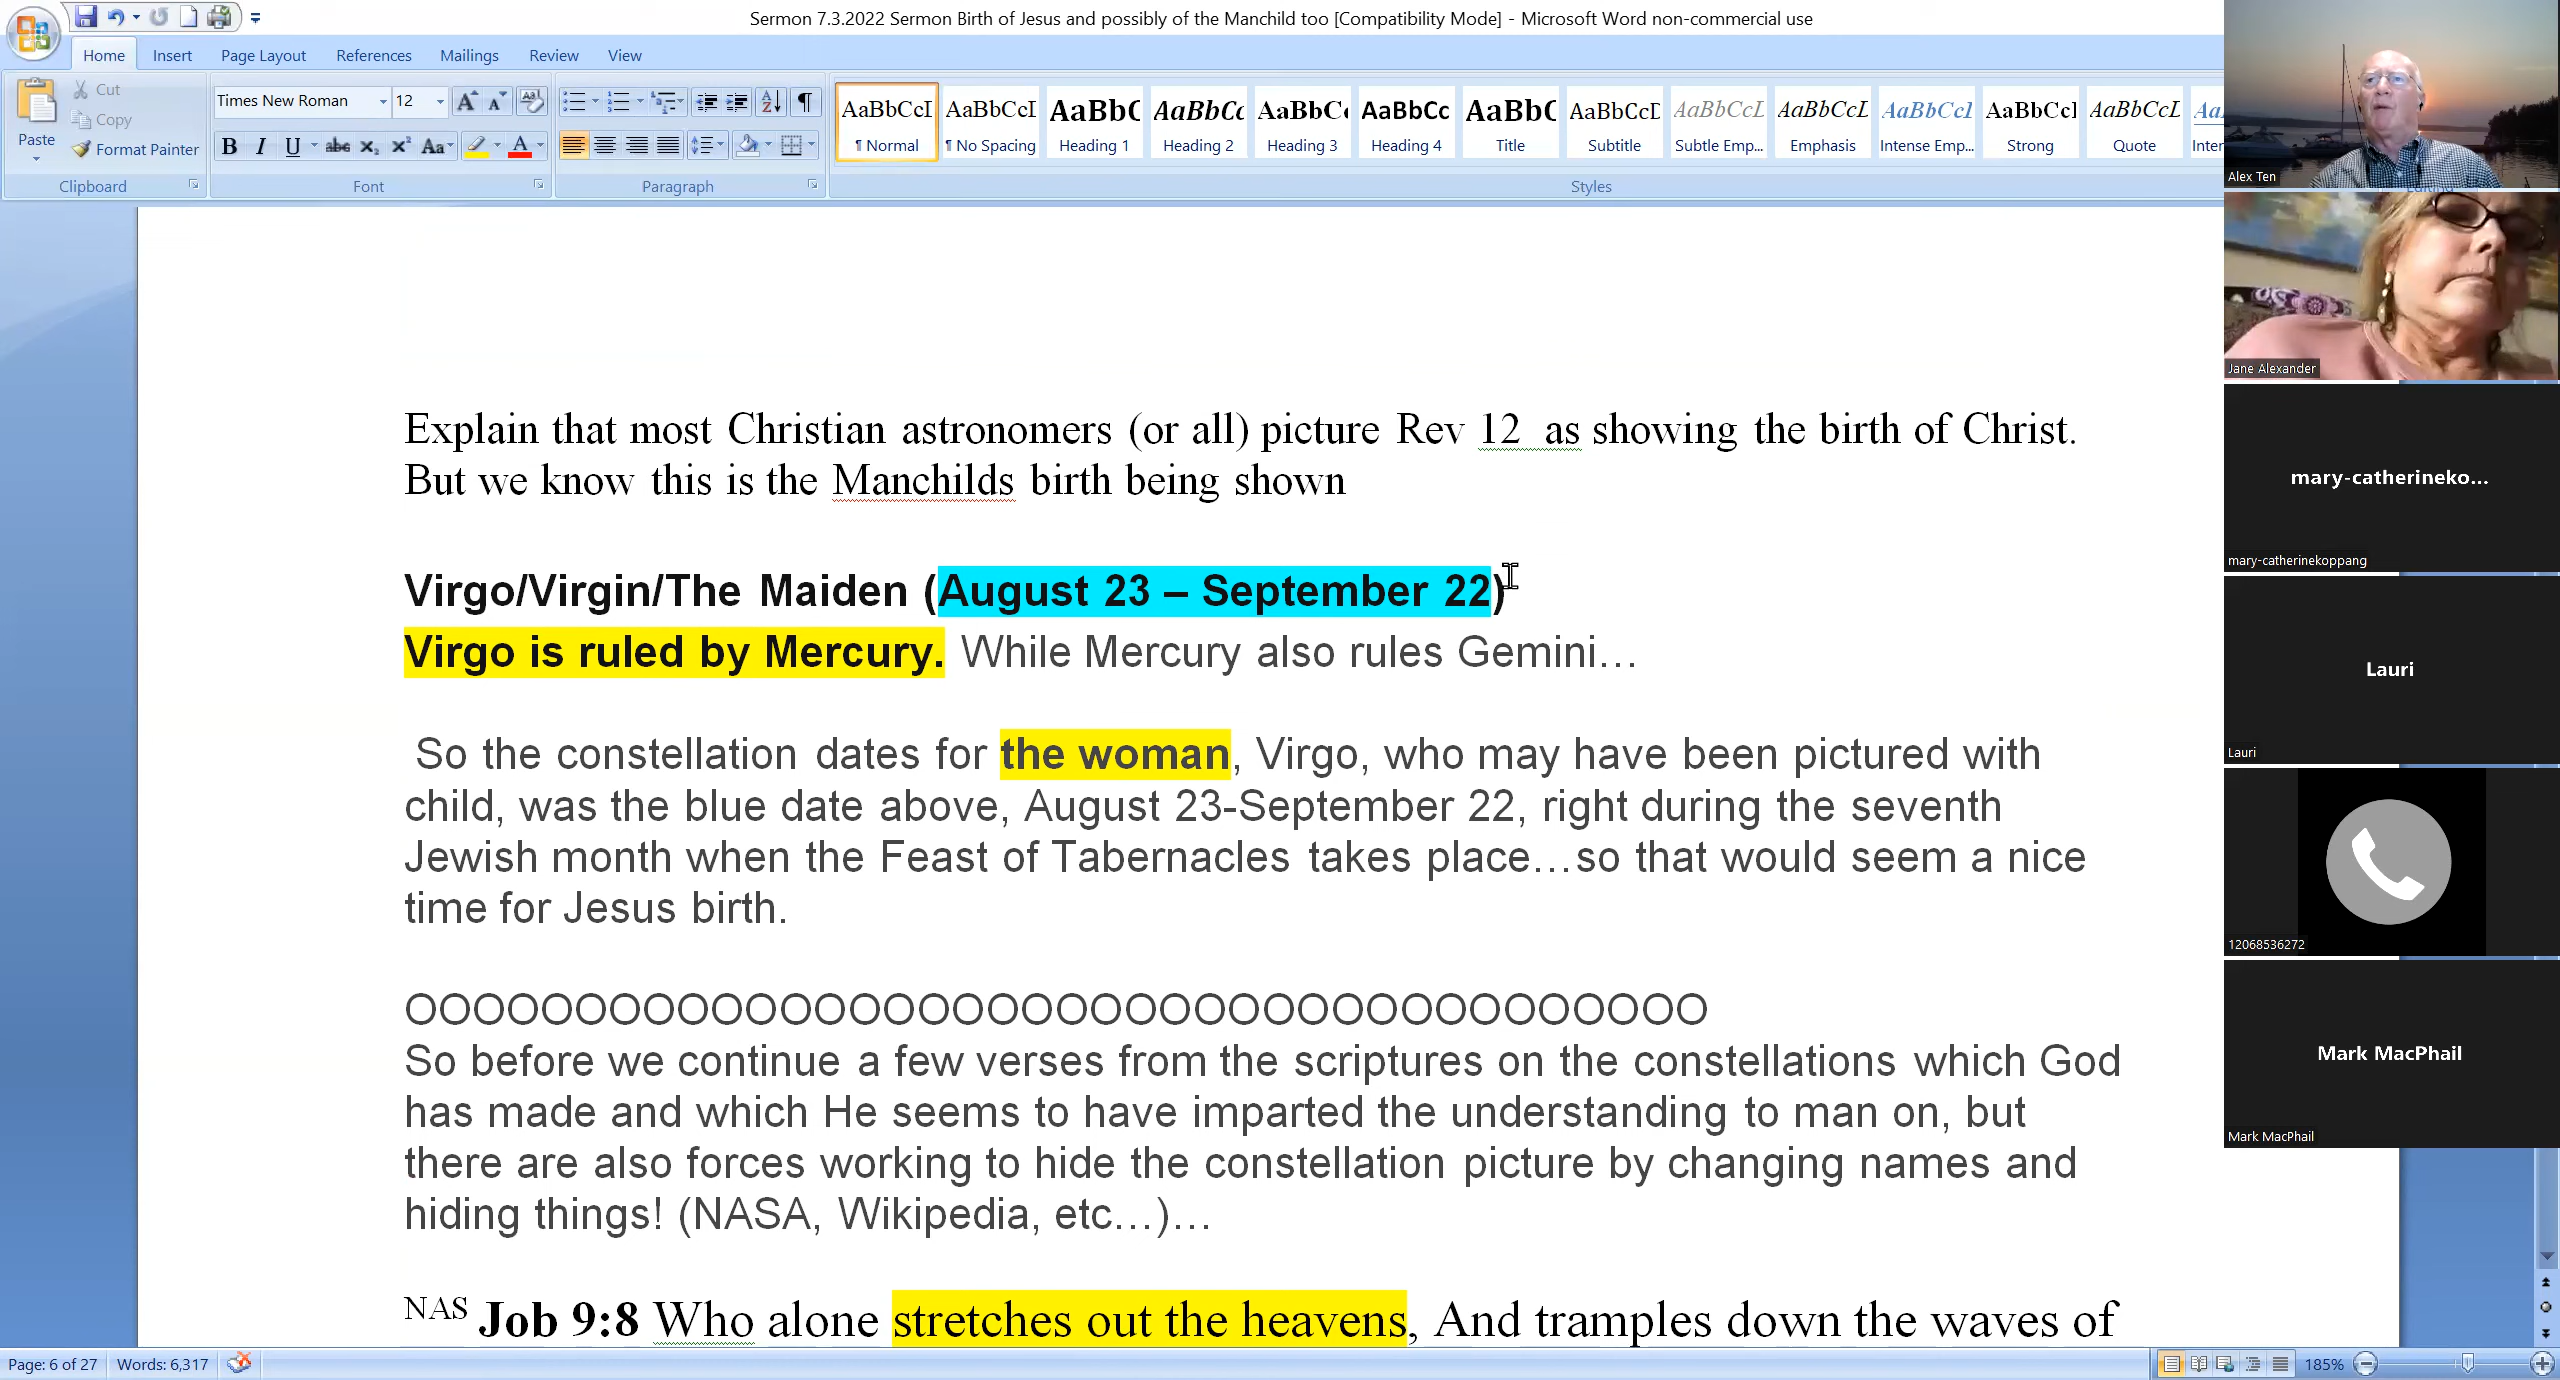 Sermon 7.3.2022 Sermon Birth of Jesus and possibly of the Manchild too [Compatibility Mode] - Microsoft Word non-commercial use
Home Insert Page Layout References Mailings Review View
Paste
Cut
Copy
Format Painter
Clipboard
Times New Roman 12
B I U abc X₂ X² Aa A
Font
Paragraph
AaBbCcI AaBbCcI AaBbC AaBbCc AaBbC AaBbCc AaBbC AaBbCcD AaBbCcL AaBbCcL AaBbCcI AaBbCcI AaBbCcL Aa
¶ Normal ¶ No Spacing Heading 1 Heading 2 Heading 3 Heading 4 Title Subtitle Subtle Emp... Emphasis Intense Emp... Strong Quote Inter
Styles
Explain that most Christian astronomers (or all) picture Rev 12 as showing the birth of Christ.
But we know this is the Manchilds birth being shown
Virgo/Virgin/The Maiden (August 23 – September 22)
Virgo is ruled by Mercury. While Mercury also rules Gemini…
So the constellation dates for the woman, Virgo, who may have been pictured with
child, was the blue date above, August 23-September 22, right during the seventh
Jewish month when the Feast of Tabernacles takes place…so that would seem a nice
time for Jesus birth.
OOOOOOOOOOOOOOOOOOOOOOOOOOOOOOOOOOOOOO
So before we continue a few verses from the scriptures on the constellations which God
has made and which He seems to have imparted the understanding to man on, but
there are also forces working to hide the constellation picture by changing names and
hiding things! (NASA, Wikipedia, etc…)…
NAS Job 9:8 Who alone stretches out the heavens, And tramples down the waves of
Page: 6 of 27 Words: 6,317
185%
Alex Ten
Jane Alexander
mary-catherineko...
mary-catherinekoppang
Lauri
Lauri
12068536272
Mark MacPhail
Mark MacPhail